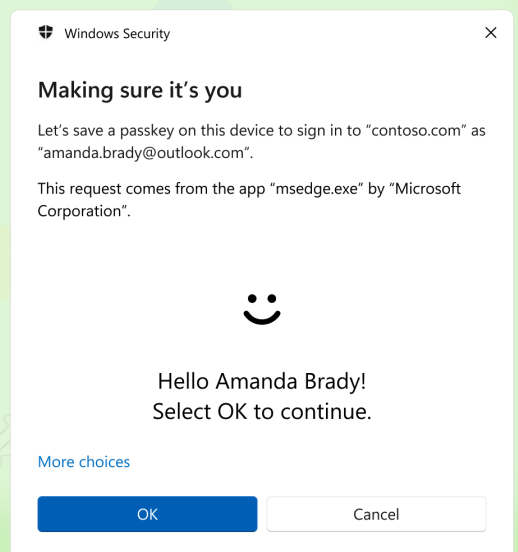 Windows Security
Making sure it’s you
Let’s save a passkey on this device to sign in to “contoso.com” as
“amanda.brady@outlook.com”.
This request comes from the app “msedge.exe” by “Microsoft
Corporation”.
Hello Amanda Brady!
Select OK to continue.
More choices
OK
Cancel